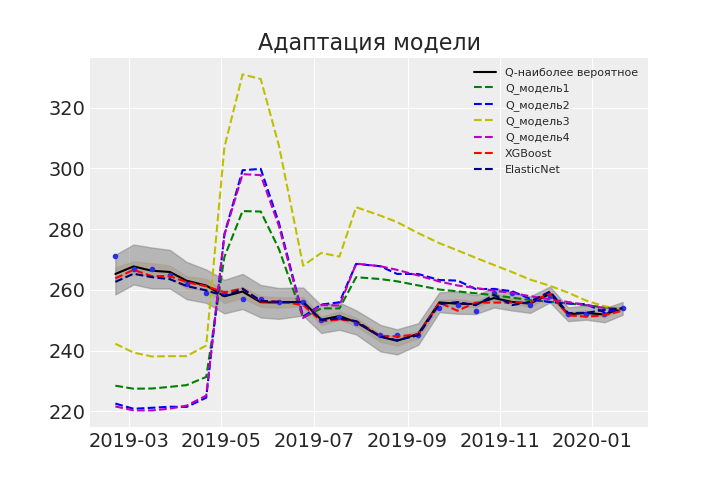 Адаптация модели
Q-наиболее вероятное
Q_модель1
Q_модель2
Q_модель3
Q_модель4
XGBoost
ElasticNet
320
300
280
260
240
220
2019-03 2019-05 2019-07 2019-09 2019-11 2020-01